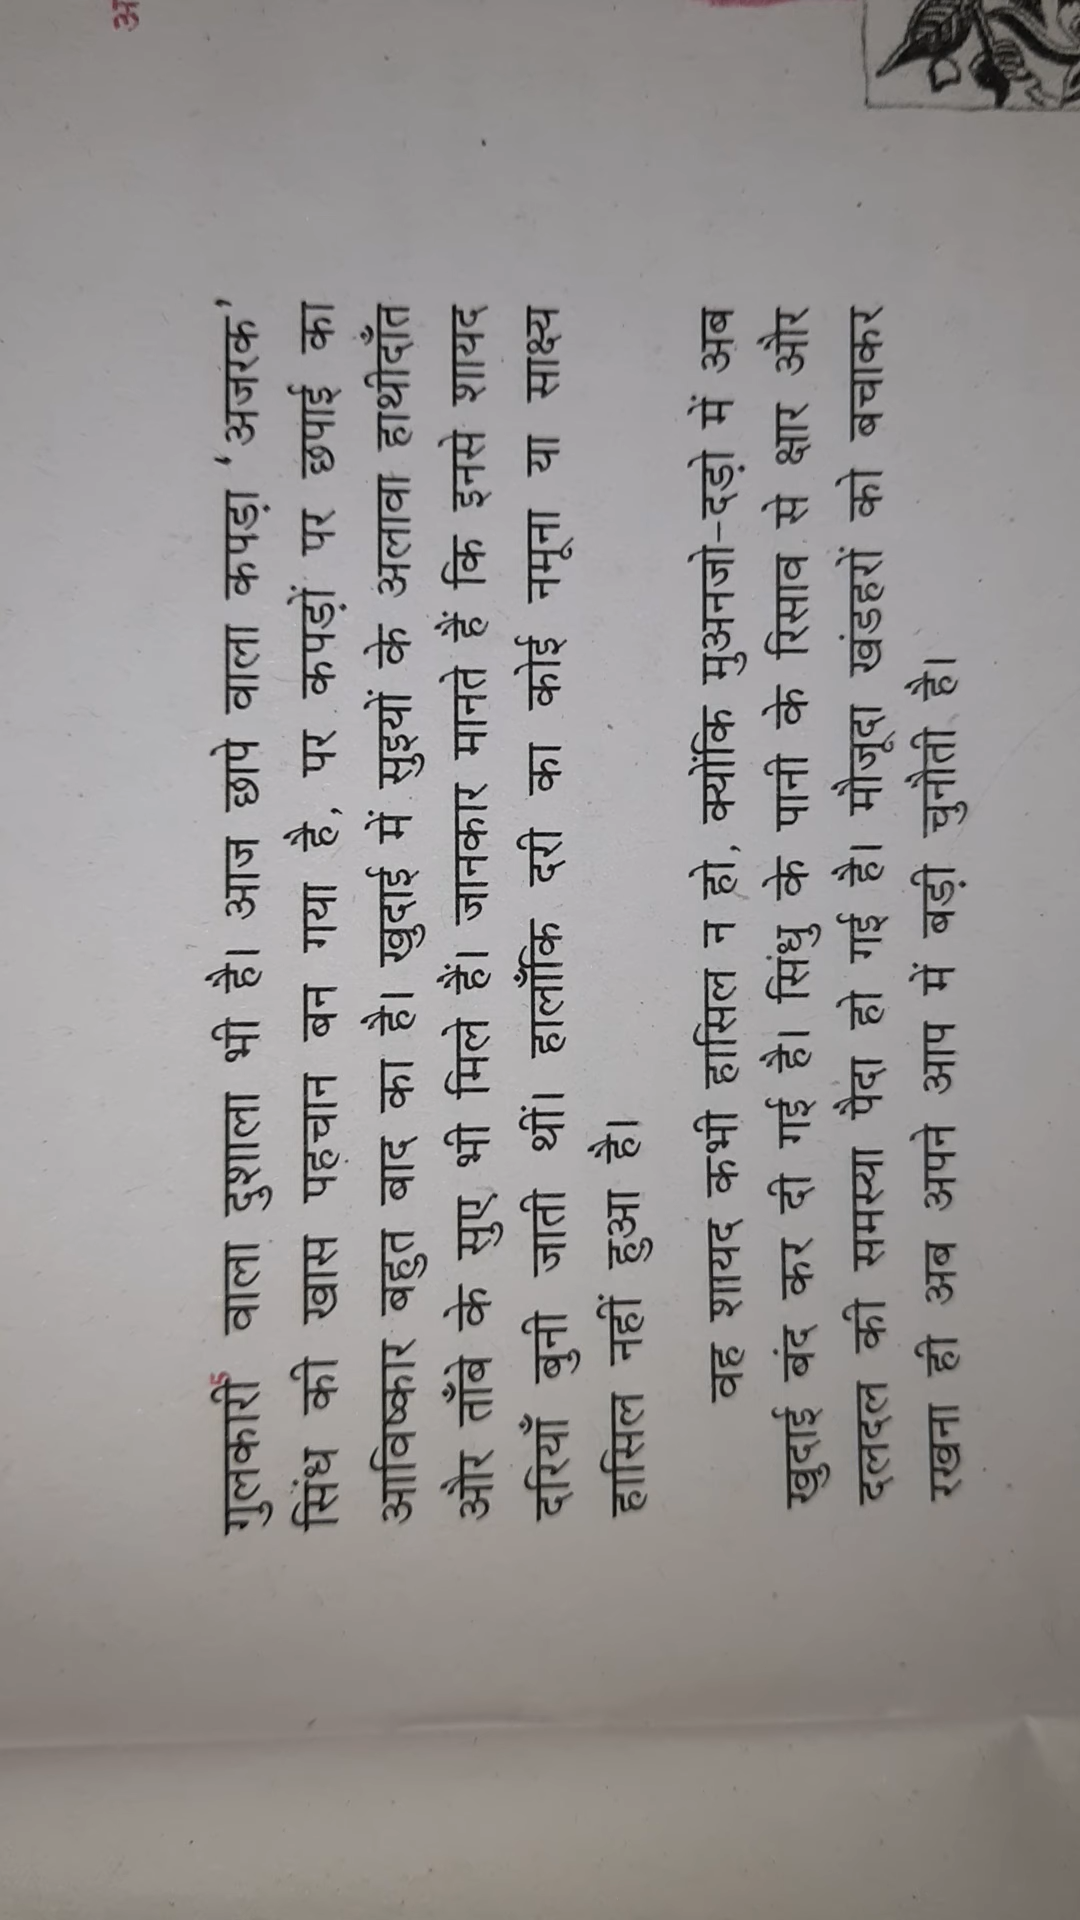 गुलकारी५ वाला दुशाला भी है। आज छापे वाला कपड़ा ‘अजरक’
सिंध की खास पहचान बन गया है, पर कपड़ों पर छपाई का
आविष्कार बहुत बाद का है। खुदाई में सुइयों के अलावा हाथीदाँत
और ताँबे के सुए भी मिले हैं। जानकार मानते हैं कि इनसे शायद
दरियाँ बुनी जाती थीं। हालाँकि दरी का कोई नमूना या साक्ष्य
हासिल नहीं हुआ है।
वह शायद कभी हासिल न हो, क्योंकि मुअनजो-दड़ो में अब
खुदाई बंद कर दी गई है। सिंधु के पानी के रिसाव से क्षार और
दलदल की समस्या पैदा हो गई है। मौजूदा खंडहरों को बचाकर
रखना ही अब अपने आप में बड़ी चुनौती है।